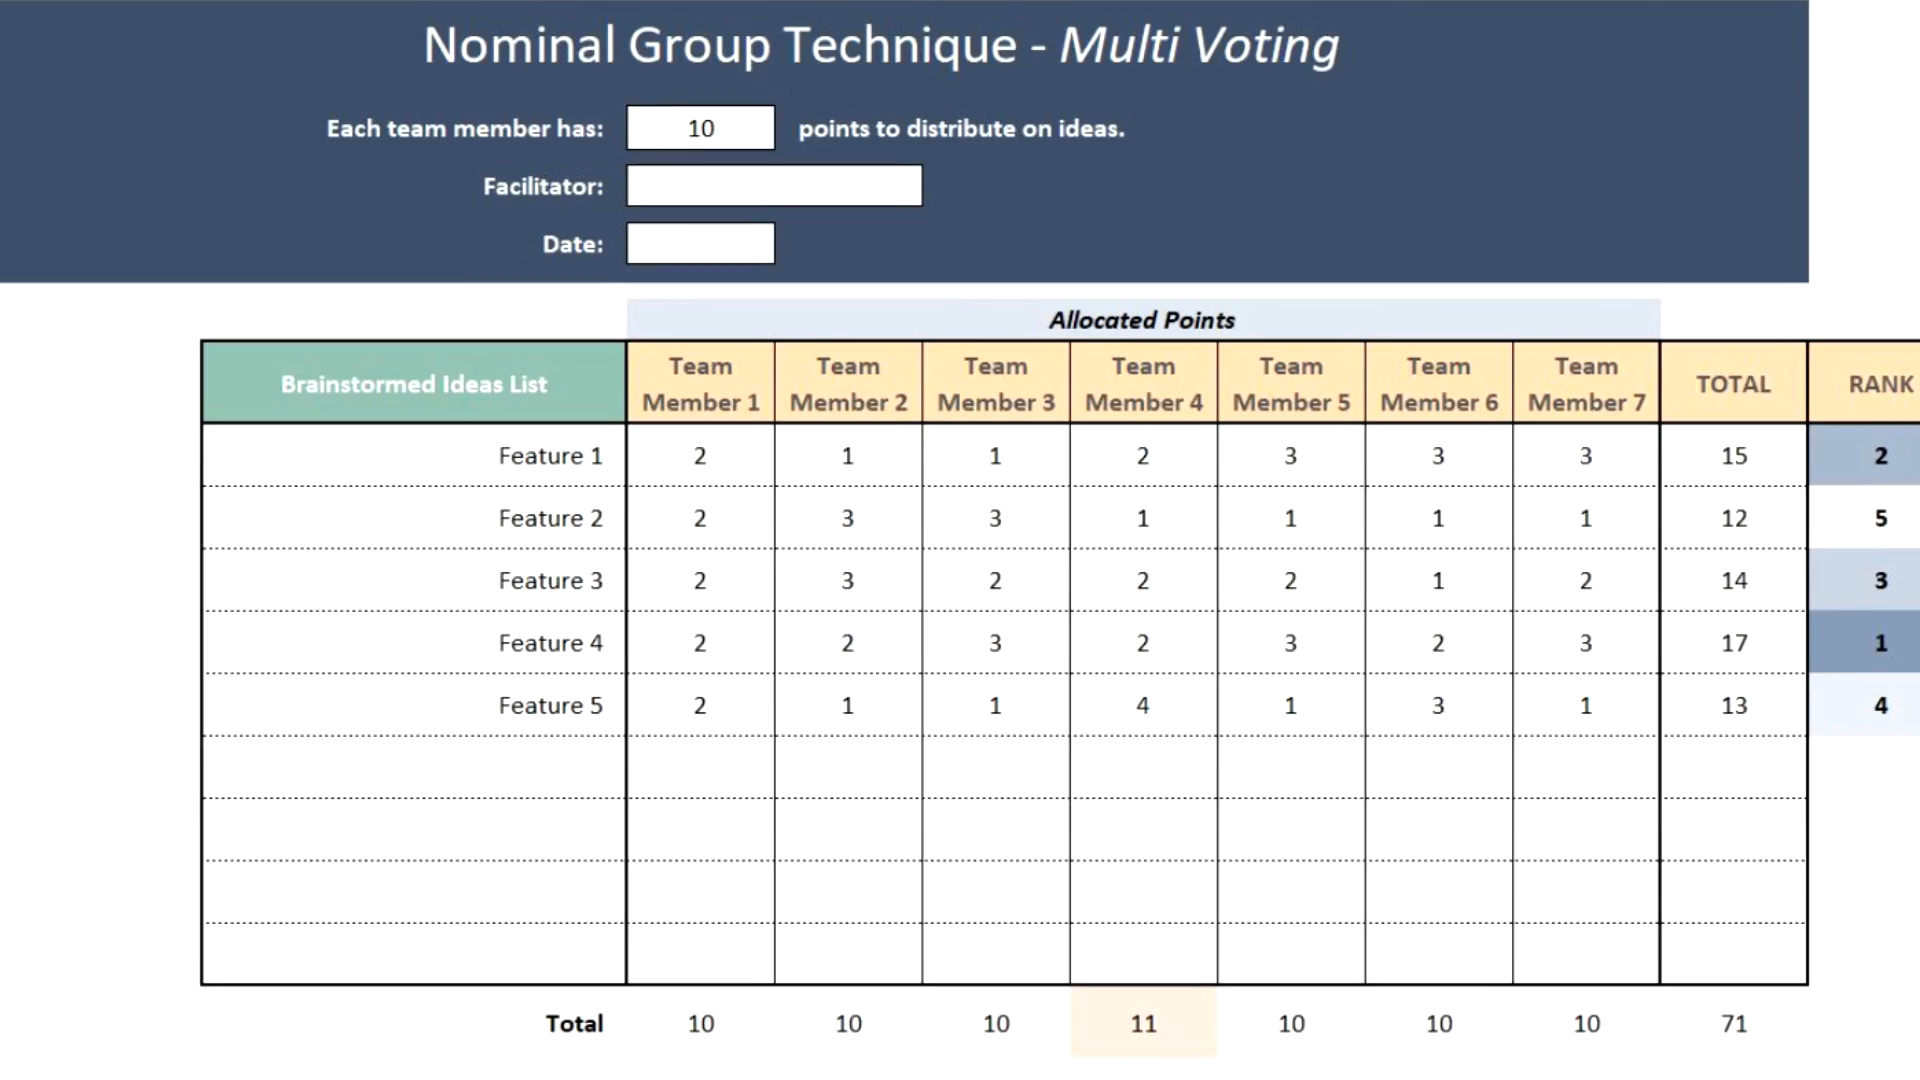 Nominal Group Technique - Multi Voting
Each team member has: 10 points to distribute on ideas.
Facilitator:
Date:
Allocated Points
Brainstormed Ideas List Team Member 1 Team Member 2 Team Member 3 Team Member 4 Team Member 5 Team Member 6 Team Member 7 TOTAL RANK
Feature 1 2 1 1 2 3 3 3 15 2
Feature 2 2 3 3 1 1 1 1 12 5
Feature 3 2 3 2 2 2 1 2 14 3
Feature 4 2 2 3 2 3 2 3 17 1
Feature 5 2 1 1 4 1 3 1 13 4
Total 10 10 10 11 10 10 10 71